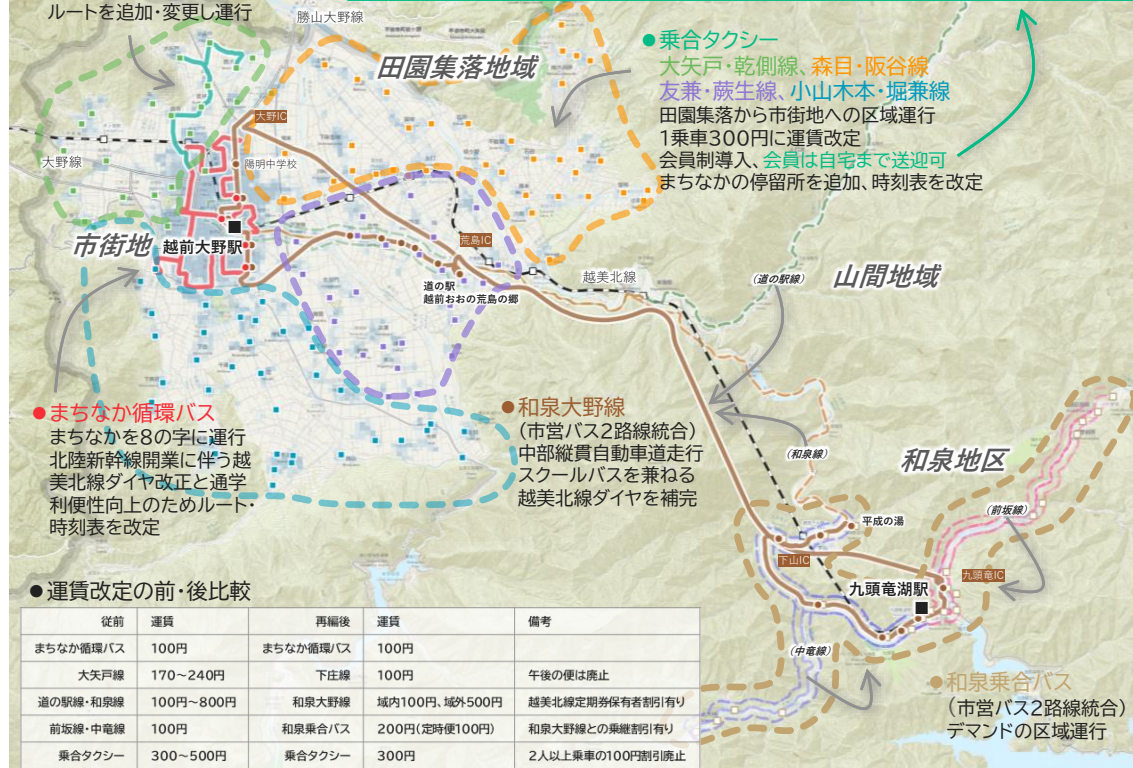 ルートを追加・変更し運行
勝山大野線
田園集落地域
●乗合タクシー
大矢戸・乾側線、森目・阪谷線
友兼・蕨生線、小山木本・堀兼線
田園集落から市街地への区域運行
1乗車300円に運賃改定
会員制導入、会員は自宅まで送迎可
まちなかの停留所を追加、時刻表を改定
大野IC
大野線
陽明中学校
市街地
越前大野駅
荒島IC
越美北線
道の駅
越前おおの荒島の郷
(道の駅線)
山間地域
●まちなか循環バス
まちなかを8の字に運行
北陸新幹線開業に伴う越
美北線ダイヤ改正と通学
利便性向上のためルート・
時刻表を改定
●和泉大野線
(市営バス2路線統合)
中部縦貫自動車道走行
スクールバスを兼ねる
越美北線ダイヤを補完
(和泉線)
和泉地区
(前坂線)
平成の湯
下山IC
九頭竜IC
九頭竜湖駅
(中竜線)
●和泉乗合バス
(市営バス2路線統合)
デマンドの区域運行
●運賃改定の前・後比較
従前 運賃 再編後 運賃 備考
まちなか循環バス 100円 まちなか循環バス 100円
大矢戸線 170～240円 下庄線 100円 午後の便は廃止
道の駅線・和泉線 100円～800円 和泉大野線 域内100円、域外500円 越美北線定期券保有者割引有り
前坂線・中竜線 100円 和泉乗合バス 200円(定時便100円) 和泉大野線との乗継割引有り
乗合タクシー 300～500円 乗合タクシー 300円 2人以上乗車の100円割引廃止